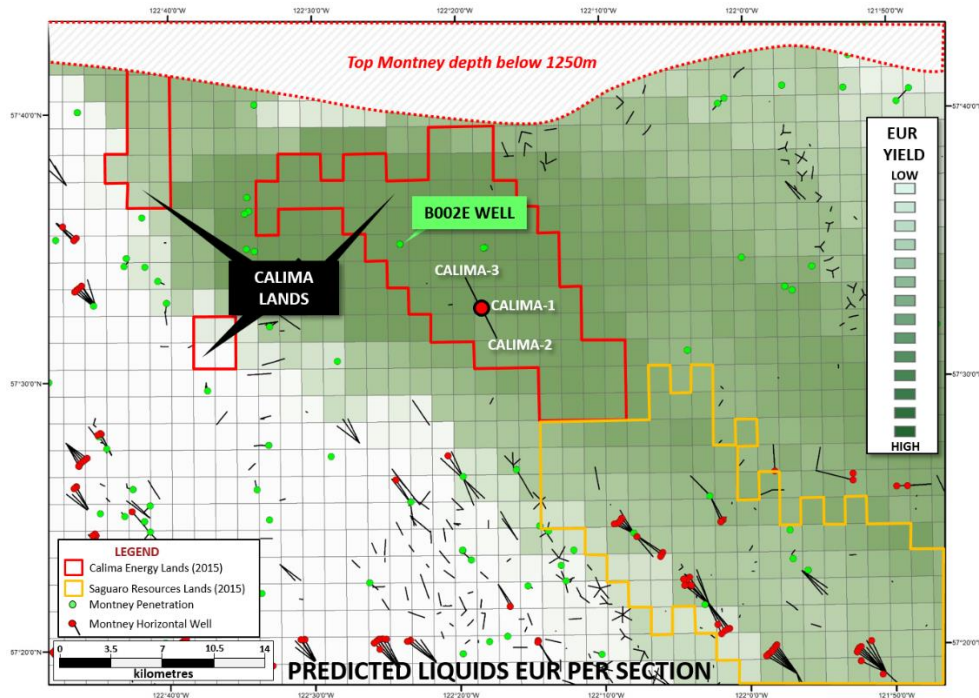 122°40'0"W 122°30'0"W 122°20'0"W 122°10'0"W 122°0'0"W 121°50'0"W
Top Montney depth below 1250m
57°40'0"N
57°40'0"N
EUR
YIELD
LOW
HIGH
B002E WELL
CALIMA
LANDS
CALIMA-3
CALIMA-1
CALIMA-2
57°30'0"N
57°30'0"N
LEGEND
Calima Energy Lands (2015)
Saguaro Resources Lands (2015)
Montney Penetration
Montney Horizontal Well
0 3.5 7 10.5 14
kilometres
57°20'0"N
57°20'0"N
PREDICTED LIQUIDS EUR PER SECTION
122°40'0"W 122°30'0"W 122°20'0"W 122°10'0"W 122°0'0"W 121°50'0"W